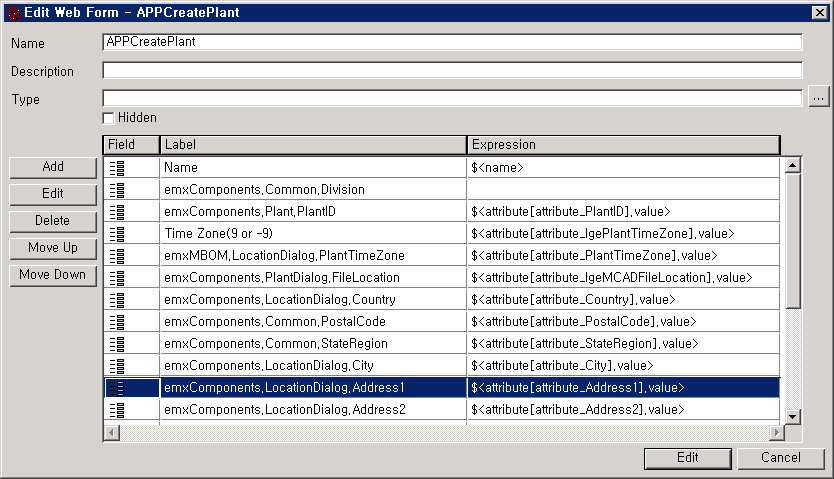 Edit Web Form - APPCreatePlant
Name APPCreatePlant
Description
Type ...
Hidden
Field Label Expression
Add
Edit
Delete
Move Up
Move Down
Name $<name>
emxComponents.Common.Division
emxComponents.Plant.PlantID $<attribute[attribute_PlantID].value>
Time Zone(9 or -9) $<attribute[attribute_lgePlantTimeZone].value>
emxMBOM.LocationDialog.PlantTimeZone $<attribute[attribute_PlantTimeZone].value>
emxComponents.PlantDialog.FileLocation $<attribute[attribute_lgeMCADFileLocation].value>
emxComponents.LocationDialog.Country $<attribute[attribute_Country].value>
emxComponents.Common.PostalCode $<attribute[attribute_PostalCode].value>
emxComponents.Common.StateRegion $<attribute[attribute_StateRegion].value>
emxComponents.LocationDialog.City $<attribute[attribute_City].value>
emxComponents.LocationDialog.Address1 $<attribute[attribute_Address1].value>
emxComponents.LocationDialog.Address2 $<attribute[attribute_Address2].value>
Edit Cancel